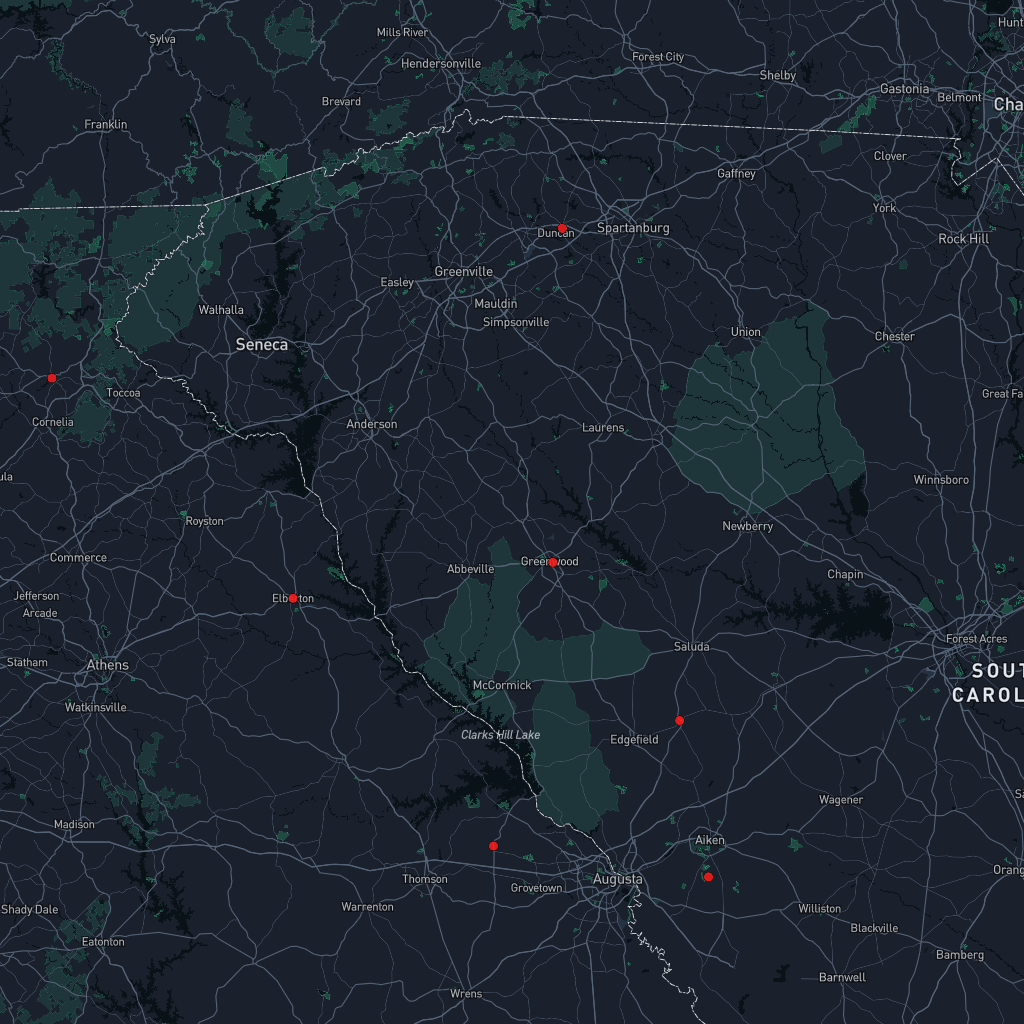 Sylva
Mills River
Hunt
Hendersonville
Forest City
Shelby
Gastonia
Belmont
Cha
Brevard
Franklin
Clover
Gaffney
York
Duncan
Spartanburg
Rock Hill
Greenville
Easley
Mauldin
Walhalla
Simpsonville
Union
Chester
Seneca
Toccoa
Great Fa
Cornelia
Anderson
Laurens
ula
Winnsboro
Royston
Newberry
Commerce
Greenwood
Abbeville
Chapin
Jefferson
Elberton
Arcade
Forest Acres
Saluda
Statham
Athens
SOUT
CAROL
McCormick
Watkinsville
Clarks Hill Lake
Edgefield
Wagener
Madison
Aiken
Orang
Thomson
Augusta
Grovetown
Warrenton
Shady Dale
Williston
Blackville
Eatonton
Bamberg
Barnwell
Wrens